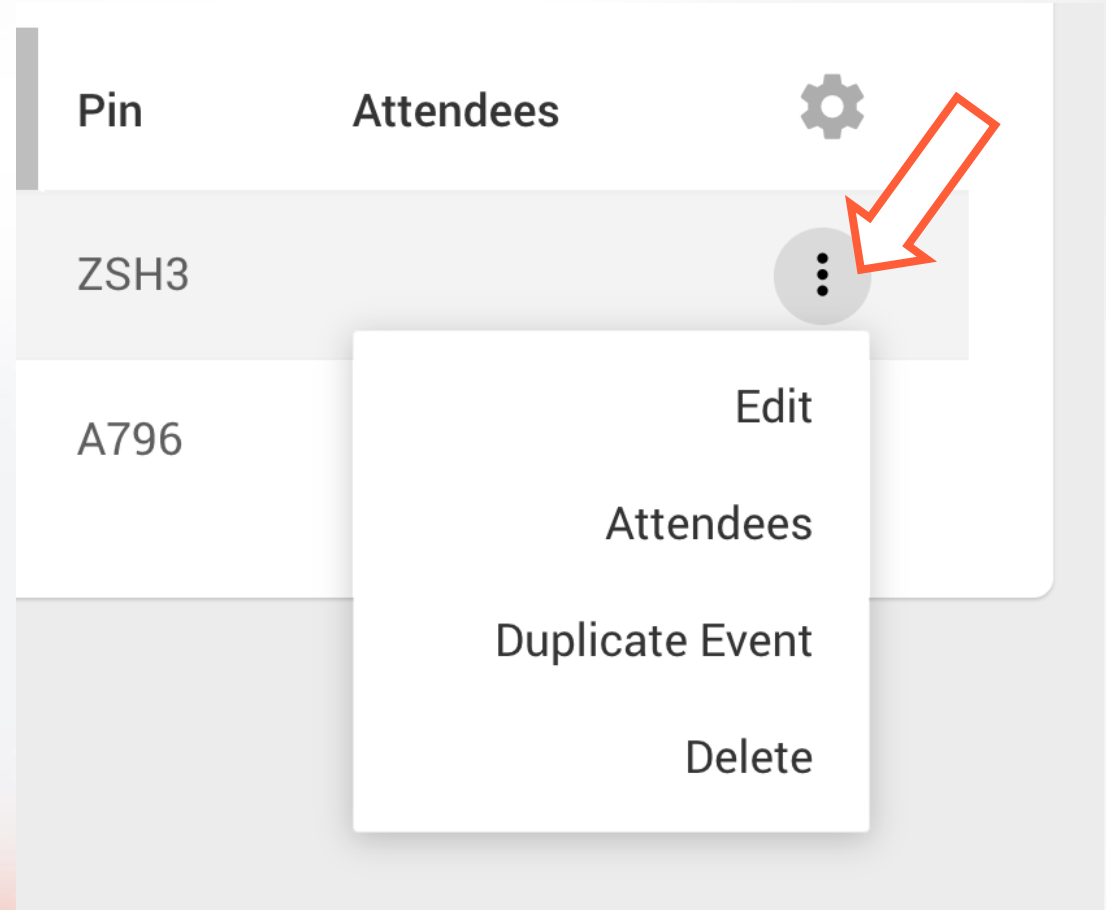 Pin Attendees
ZSH3
A796
Edit
Attendees
Duplicate Event
Delete